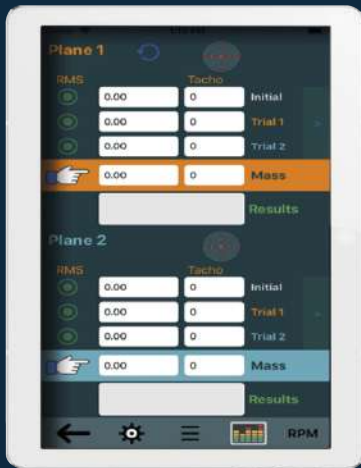 Plane 1
RMS Tacho
0.00 0 Initial
0.00 0 Trial 1
0.00 0 Trial 2
0.00 0 Mass
Results
Plane 2
RMS Tacho
0.00 0 Initial
0.00 0 Trial 1
0.00 0 Trial 2
0.00 0 Mass
Results
RPM